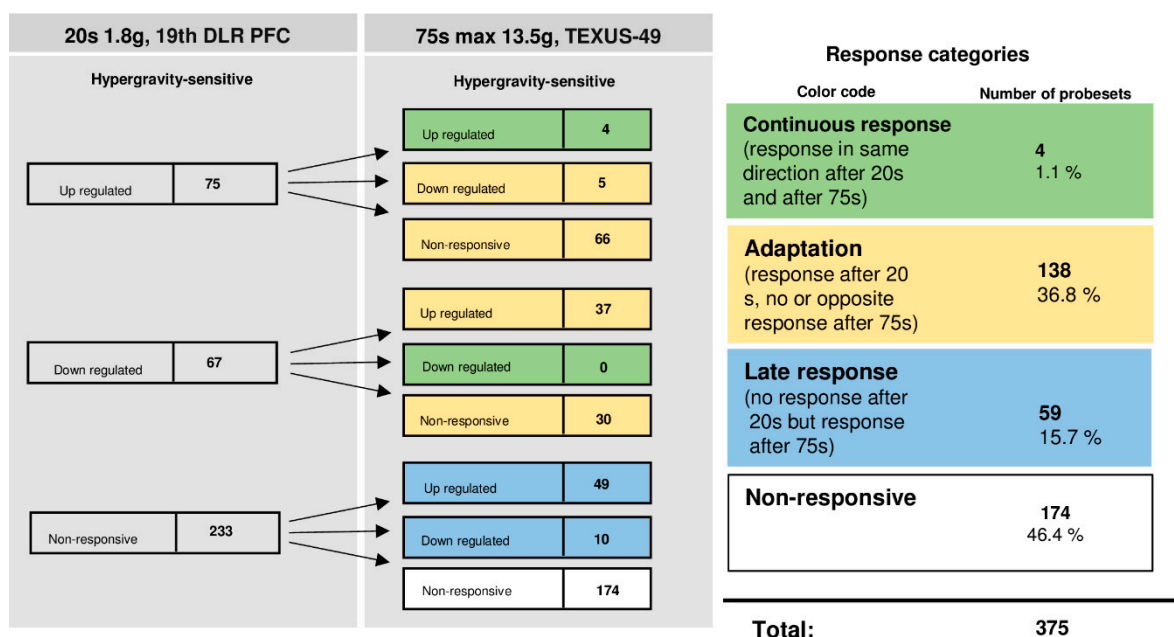 20s 1.8g, 19th DLR PFC
Hypergravity-sensitive
Up regulated 75
Down regulated 67
Non-responsive 233
75s max 13.5g, TEXUS-49
Hypergravity-sensitive
Up regulated 4
Down regulated 5
Non-responsive 66
Up regulated 37
Down regulated 0
Non-responsive 30
Up regulated 49
Down regulated 10
Non-responsive 174
Response categories
Color code Number of probesets
Continuous response
(response in same
direction after 20s
and after 75s)
4
1.1 %
Adaptation
(response after 20
s, no or opposite
response after 75s)
138
36.8 %
Late response
(no response after
20s but response
after 75s)
59
15.7 %
Non-responsive
174
46.4 %
Total: 375